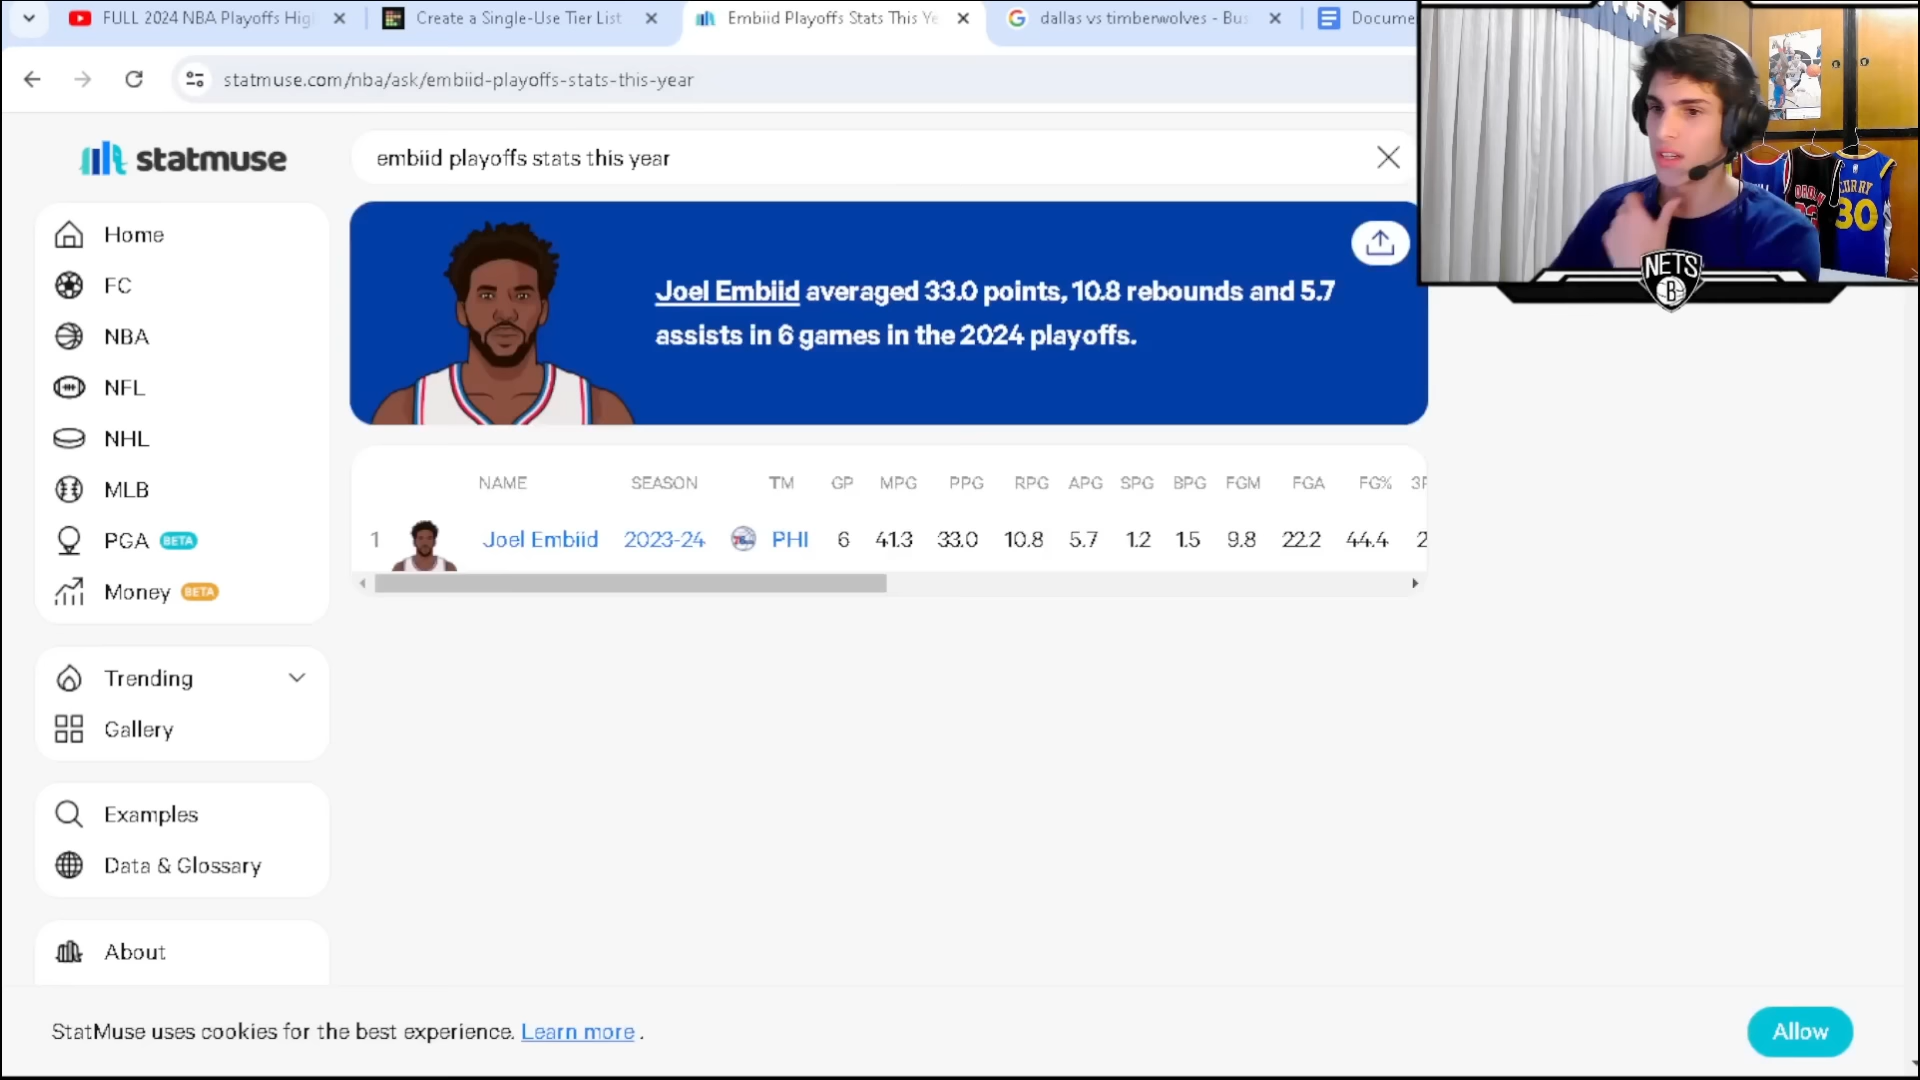 FULL 2024 NBA Playoffs Hig
Create a Single-Use Tier List
Embiid Playoffs Stats This Ye
dallas vs timberwolves - Bus
Docume
statmuse.com/nba/ask/embiid-playoffs-stats-this-year
statmuse
embiid playoffs stats this year
Home
FC
NBA
NFL
NHL
MLB
PGA BETA
Money BETA
Trending
Gallery
Examples
Data & Glossary
About
Joel Embiid averaged 33.0 points, 10.8 rebounds and 5.7
assists in 6 games in the 2024 playoffs.
NAME SEASON TM GP MPG PPG RPG APG SPG BPG FGM FGA FG% 3P
1 Joel Embiid 2023-24 PHI 6 41.3 33.0 10.8 5.7 1.2 1.5 9.8 22.2 44.4 2
CURRY
30
NETS
B
StatMuse uses cookies for the best experience. Learn more .
Allow